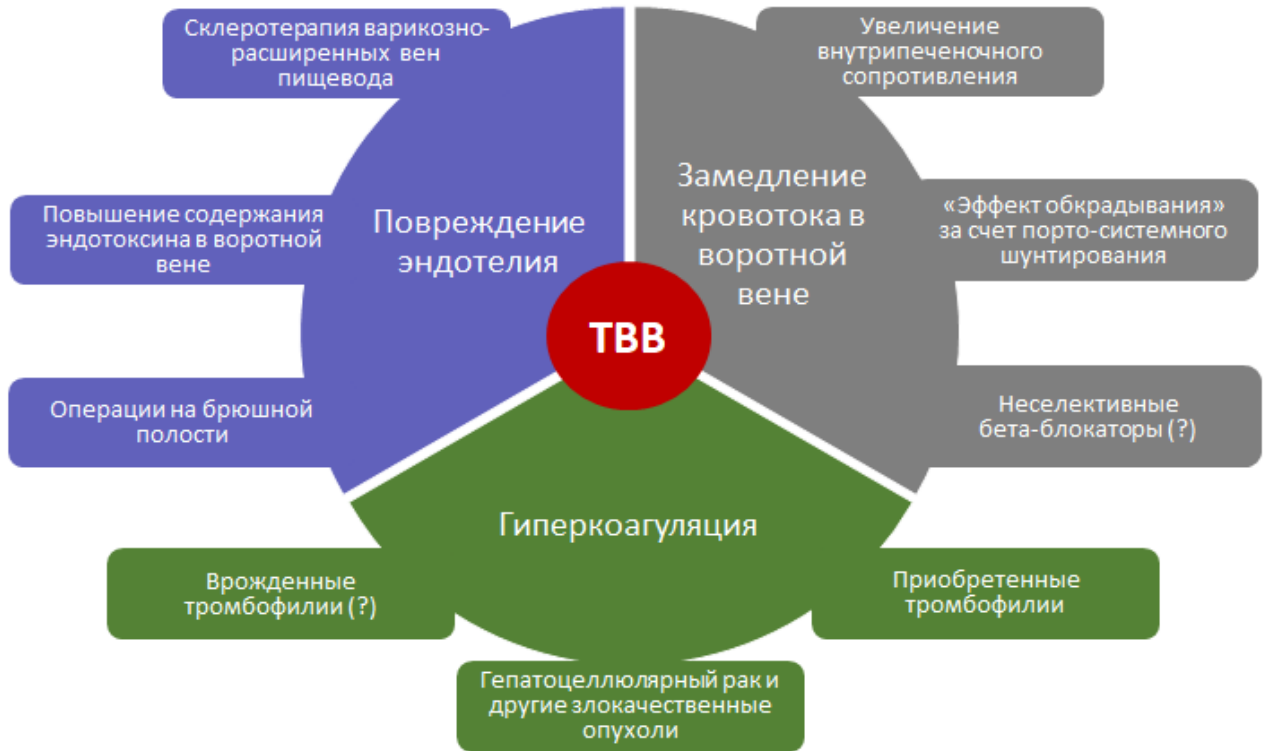 Склеротерапия варикозно-
расширенных вен
пищевода
Увеличение
внутрипеченочного
сопротивления
Повышение содержания
эндотоксина в воротной
вене
Повреждение
эндотелия
Замедление
кровотока в
воротной
вене
«Эффект обкрадывания»
за счет порто-системного
шунтирования
ТВВ
Операции на брюшной
полости
Неселективные
бета-блокаторы (?)
Гиперкоагуляция
Врожденные
тромбофилии (?)
Приобретенные
тромбофилии
Гепатоцеллюлярный рак и
другие злокачественные
опухоли